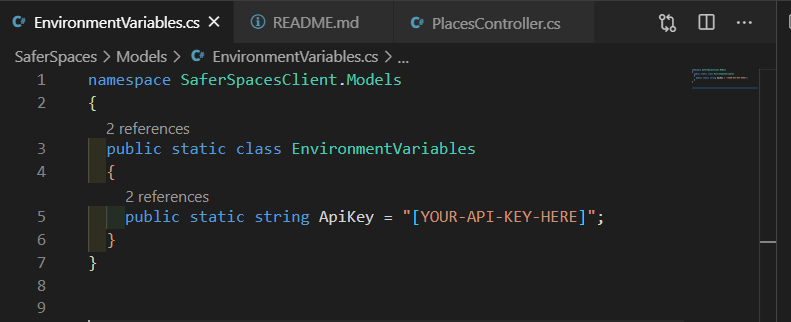 EnvironmentVariables.cs README.md PlacesController.cs
SaferSpaces > Models > EnvironmentVariables.cs > ...
1 namespace SaferSpacesClient.Models
2 {
2 references
3 public static class EnvironmentVariables
4 {
2 references
5 public static string ApiKey = "[YOUR-API-KEY-HERE]";
6 }
7 }
8
9